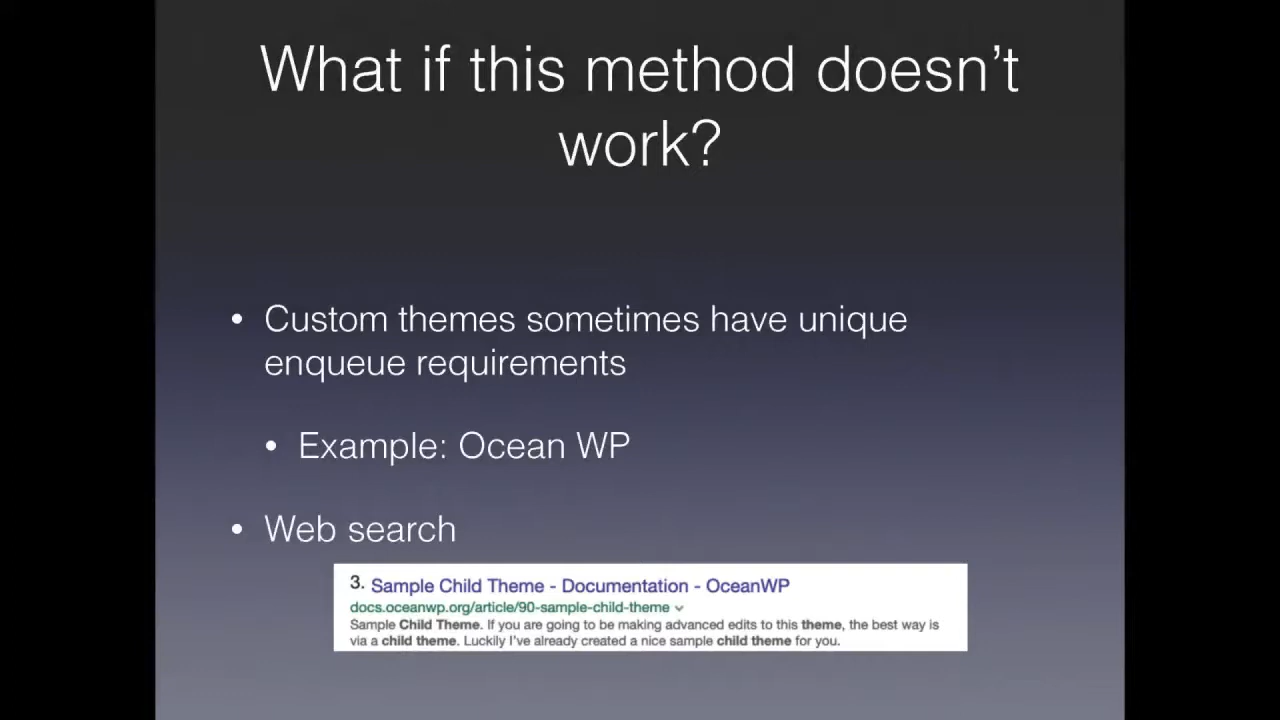 What if this method doesn’t
work?
• Custom themes sometimes have unique
enqueue requirements
• Example: Ocean WP
• Web search
3. Sample Child Theme - Documentation - OceanWP
docs.oceanwp.org/article/90-sample-child-theme
Sample Child Theme. If you are going to be making advanced edits to this theme, the best way is
via a child theme. Luckily I've already created a nice sample child theme for you.